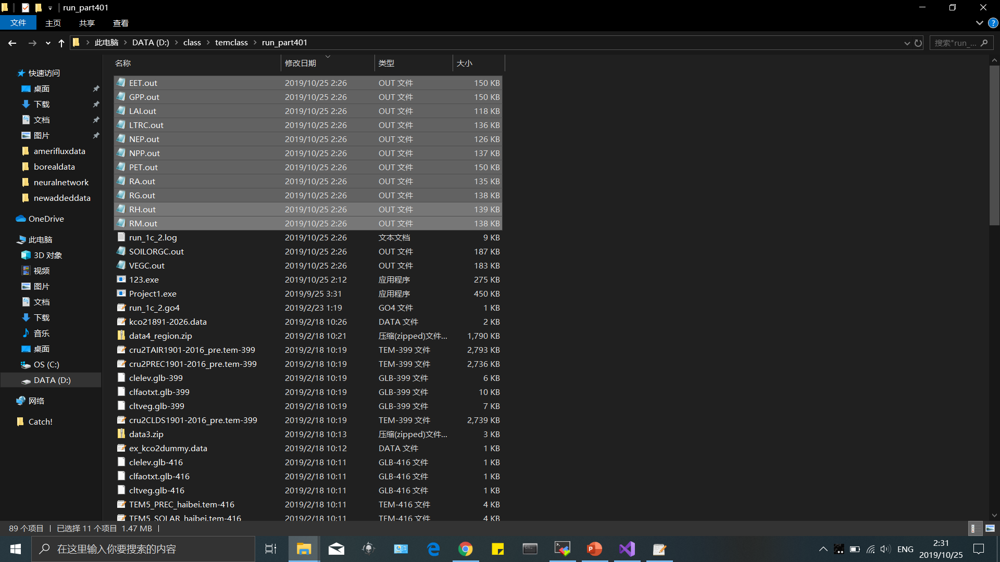 run_part401
文件 主页 共享 查看
此电脑 DATA (D:) class temclass run_part401
搜索"run_...
快速访问
桌面
下载
文档
图片
amerifluxdata
borealdata
neuralnetwork
newaddeddata
OneDrive
此电脑
3D 对象
视频
图片
文档
下载
音乐
桌面
OS (C:)
DATA (D:)
网络
Catch!
名称 修改日期 类型 大小
EET.out 2019/10/25 2:26 OUT 文件 150 KB
GPP.out 2019/10/25 2:26 OUT 文件 150 KB
LAI.out 2019/10/25 2:26 OUT 文件 118 KB
LTRC.out 2019/10/25 2:26 OUT 文件 136 KB
NEP.out 2019/10/25 2:26 OUT 文件 126 KB
NPP.out 2019/10/25 2:26 OUT 文件 137 KB
PET.out 2019/10/25 2:26 OUT 文件 150 KB
RA.out 2019/10/25 2:26 OUT 文件 135 KB
RG.out 2019/10/25 2:26 OUT 文件 138 KB
RH.out 2019/10/25 2:26 OUT 文件 139 KB
RM.out 2019/10/25 2:26 OUT 文件 138 KB
run_1c_2.log 2019/10/25 2:26 文本文档 9 KB
SOILORGC.out 2019/10/25 2:26 OUT 文件 187 KB
VEGC.out 2019/10/25 2:26 OUT 文件 183 KB
123.exe 2019/10/25 2:12 应用程序 275 KB
Project1.exe 2019/9/25 3:31 应用程序 450 KB
run_1c_2.go4 2019/2/23 1:19 GO4 文件 1 KB
kco21891-2026.data 2019/2/18 10:26 DATA 文件 2 KB
data4_region.zip 2019/2/18 10:21 压缩(zipped)文件... 1,790 KB
cru2TAIR1901-2016_pre.tem-399 2019/2/18 10:19 TEM-399 文件 2,793 KB
cru2PREC1901-2016_pre.tem-399 2019/2/18 10:19 TEM-399 文件 2,736 KB
clelev.glb-399 2019/2/18 10:19 GLB-399 文件 6 KB
clfaotxt.glb-399 2019/2/18 10:19 GLB-399 文件 10 KB
cltveg.glb-399 2019/2/18 10:19 GLB-399 文件 7 KB
cru2CLDS1901-2016_pre.tem-399 2019/2/18 10:19 TEM-399 文件 2,739 KB
data3.zip 2019/2/18 10:13 压缩(zipped)文件... 3 KB
ex_kco2dummy.data 2019/2/18 10:12 DATA 文件 1 KB
clelev.glb-416 2019/2/18 10:11 GLB-416 文件 1 KB
clfaotxt.glb-416 2019/2/18 10:11 GLB-416 文件 1 KB
cltveg.glb-416 2019/2/18 10:11 GLB-416 文件 1 KB
TEM5_PREC_haibei.tem-416 2019/2/18 10:11 TEM-416 文件 4 KB
TEM5_SOLAR_haibei.tem-416 2019/2/18 10:11 TEM-416 文件 4 KB
89 个项目 已选择 11 个项目 1.47 MB
在这里输入你要搜索的内容
ENG
2:31
2019/10/25